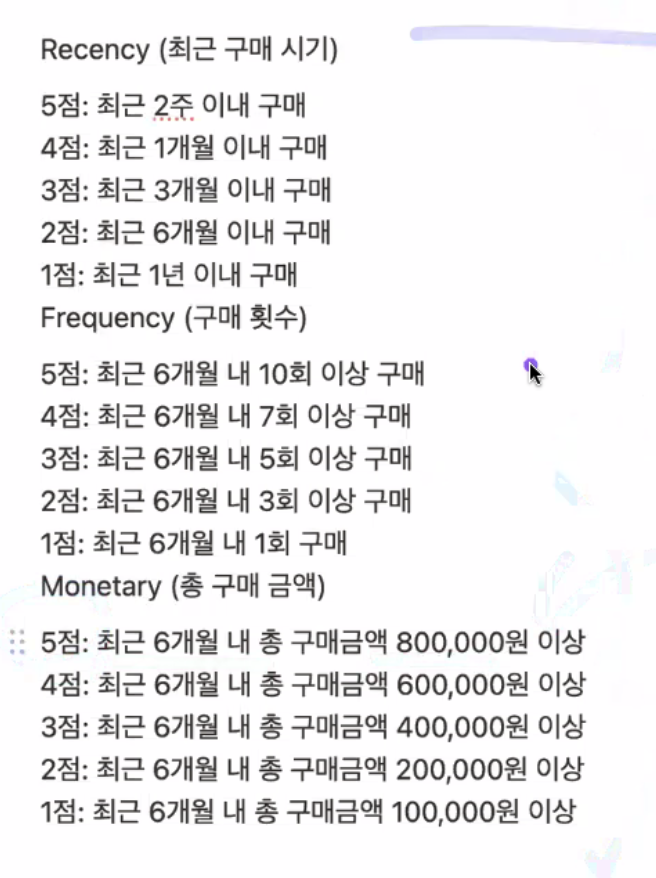 Recency (최근 구매 시기)
5점: 최근 2주 이내 구매
4점: 최근 1개월 이내 구매
3점: 최근 3개월 이내 구매
2점: 최근 6개월 이내 구매
1점: 최근 1년 이내 구매
Frequency (구매 횟수)
5점: 최근 6개월 내 10회 이상 구매
4점: 최근 6개월 내 7회 이상 구매
3점: 최근 6개월 내 5회 이상 구매
2점: 최근 6개월 내 3회 이상 구매
1점: 최근 6개월 내 1회 구매
Monetary (총 구매 금액)
5점: 최근 6개월 내 총 구매금액 800,000원 이상
4점: 최근 6개월 내 총 구매금액 600,000원 이상
3점: 최근 6개월 내 총 구매금액 400,000원 이상
2점: 최근 6개월 내 총 구매금액 200,000원 이상
1점: 최근 6개월 내 총 구매금액 100,000원 이상